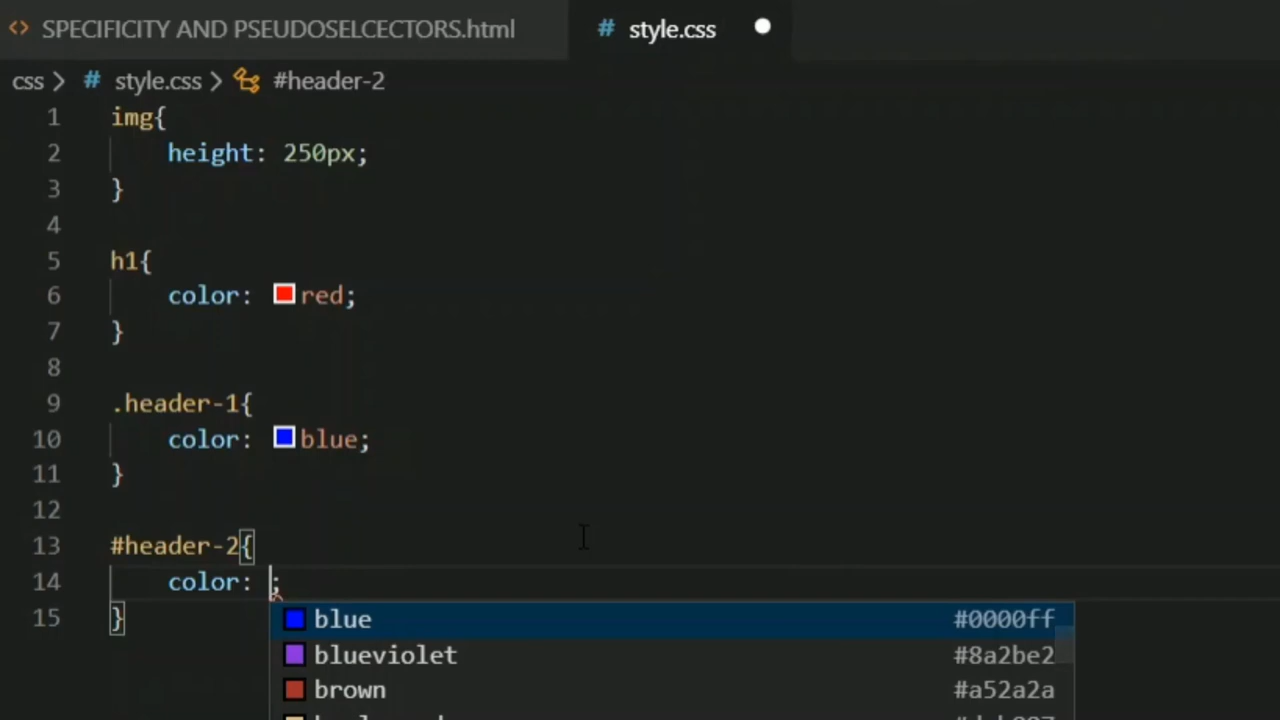 <> SPECIFICITY AND PSEUDOSELCECTORS.html # style.css
css > # style.css > #header-2
1 img{
2 height: 250px;
3 }
4
5 h1{
6 color: red;
7 }
8
9 .header-1{
10 color: blue;
11 }
12
13 #header-2{
14 color: ;
15 }
blue #0000ff
blueviolet #8a2be2
brown #a52a2a